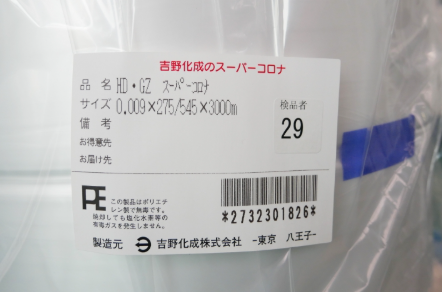 吉野化成のスーパーコロナ
品 名 HD・GZ ｽｰﾊﾟｰｺﾛﾅ
サイズ 0.009×275/545×3000m
備 考
お得意先
お届け先
検品者
29
PE
この製品はポリエチ
レン製で無毒です。
焼却しても塩化水素等の
有毒ガスを発生しません。
*2732301826*
製造元 吉野化成株式会社 -東京 八王子-